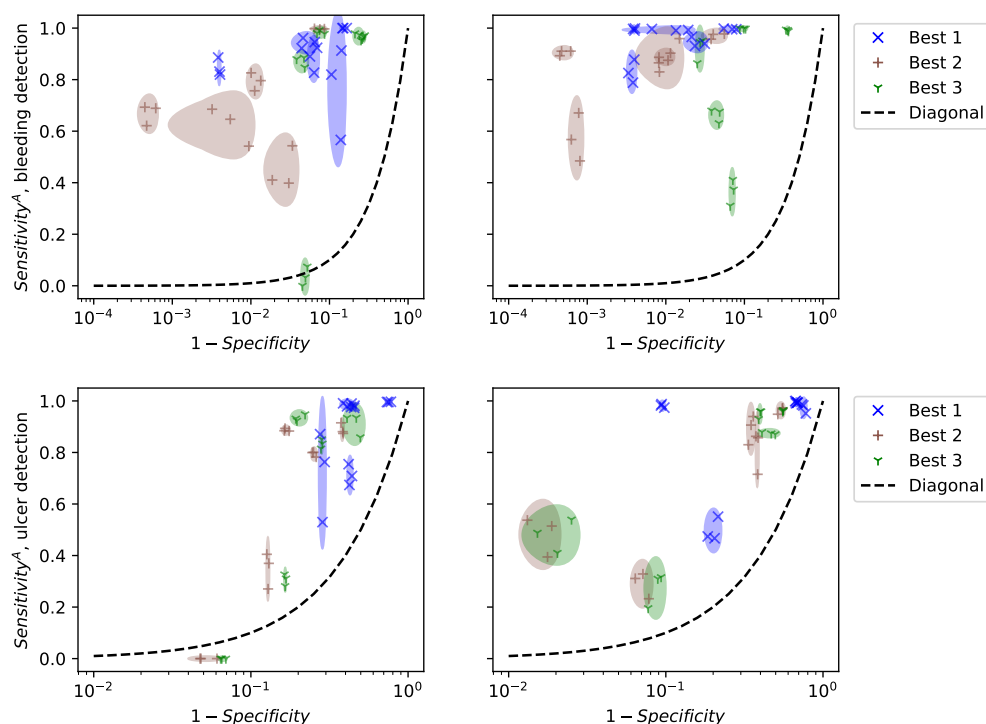 Sensitivity^A, bleeding detection
1.0
0.8
0.6
0.4
0.2
0.0
10^−4 10^−3 10^−2 10^−1 10^0
1 − Specificity
10^−4 10^−3 10^−2 10^−1 10^0
1 − Specificity
Best 1
Best 2
Best 3
Diagonal
Sensitivity^A, ulcer detection
1.0
0.8
0.6
0.4
0.2
0.0
10^−2 10^−1 10^0
1 − Specificity
10^−2 10^−1 10^0
1 − Specificity
Best 1
Best 2
Best 3
Diagonal